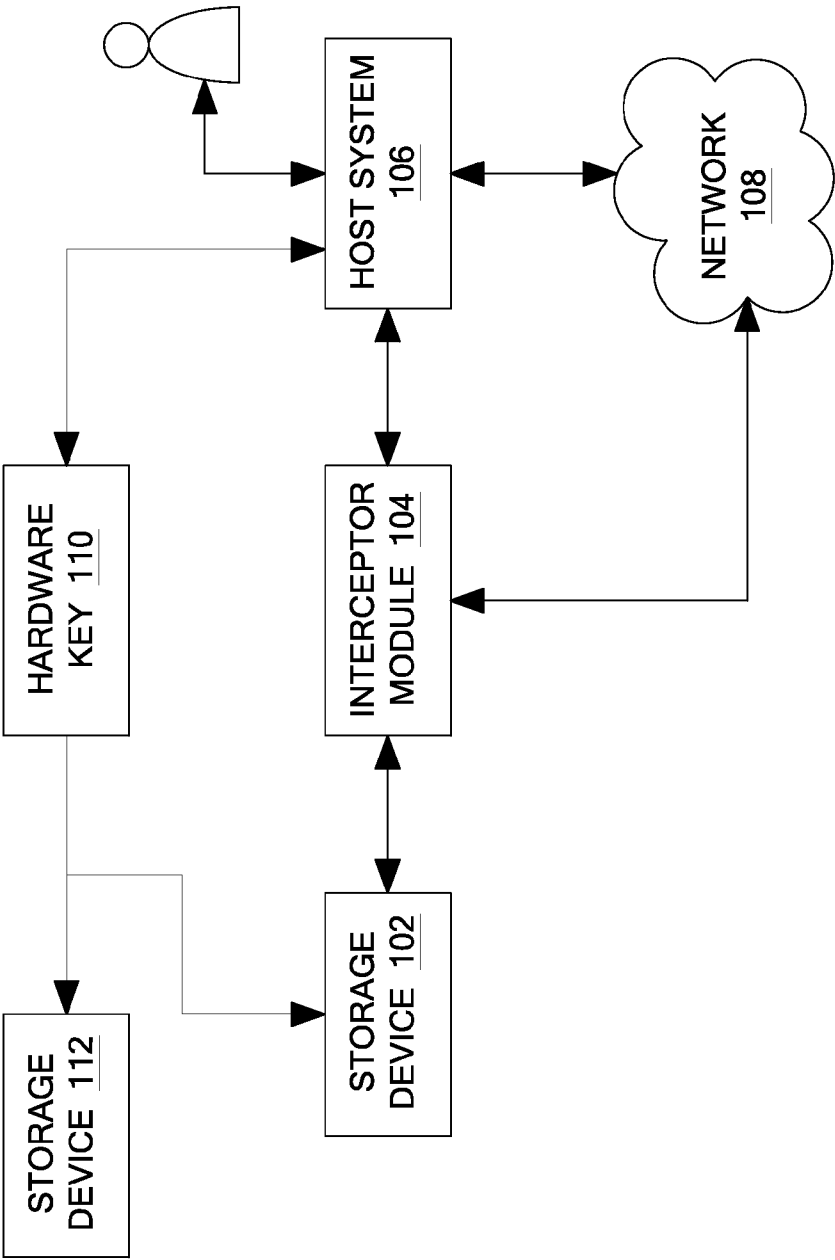 STORAGE
DEVICE 112
HARDWARE
KEY 110
STORAGE
DEVICE 102
INTERCEPTOR
MODULE 104
HOST SYSTEM
106
NETWORK
108